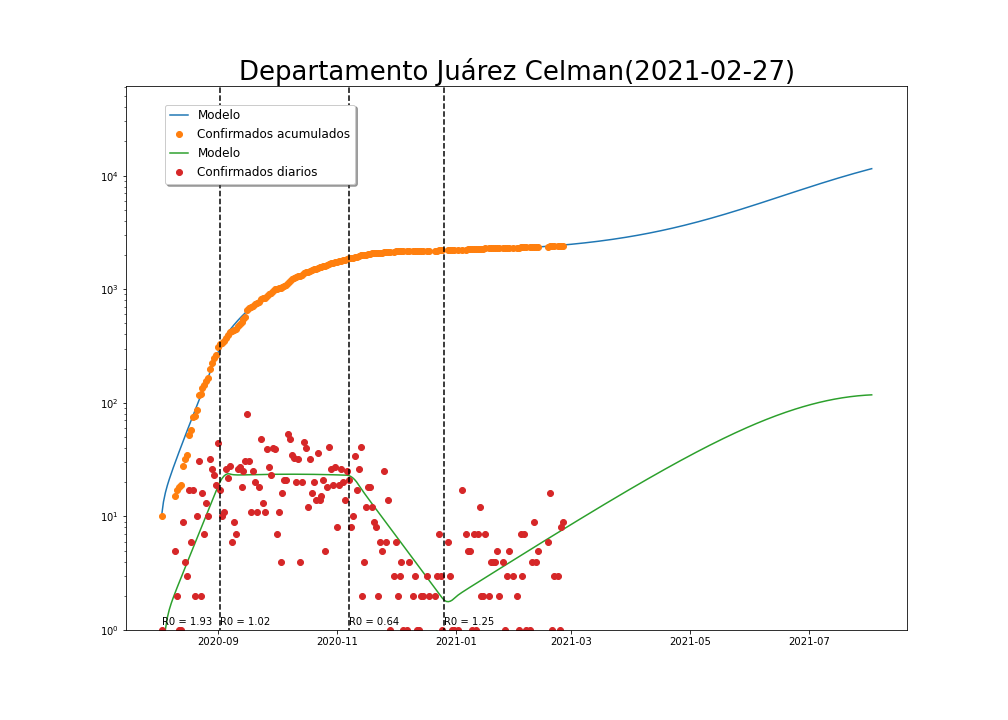 Departamento Juárez Celman(2021-02-27)
Modelo
Confirmados acumulados
Modelo
Confirmados diarios
10⁴
10³
10²
10¹
10⁰
R0 = 1.93 R0 = 1.02 R0 = 0.64 R0 = 1.25
2020-09 2020-11 2021-01 2021-03 2021-05 2021-07